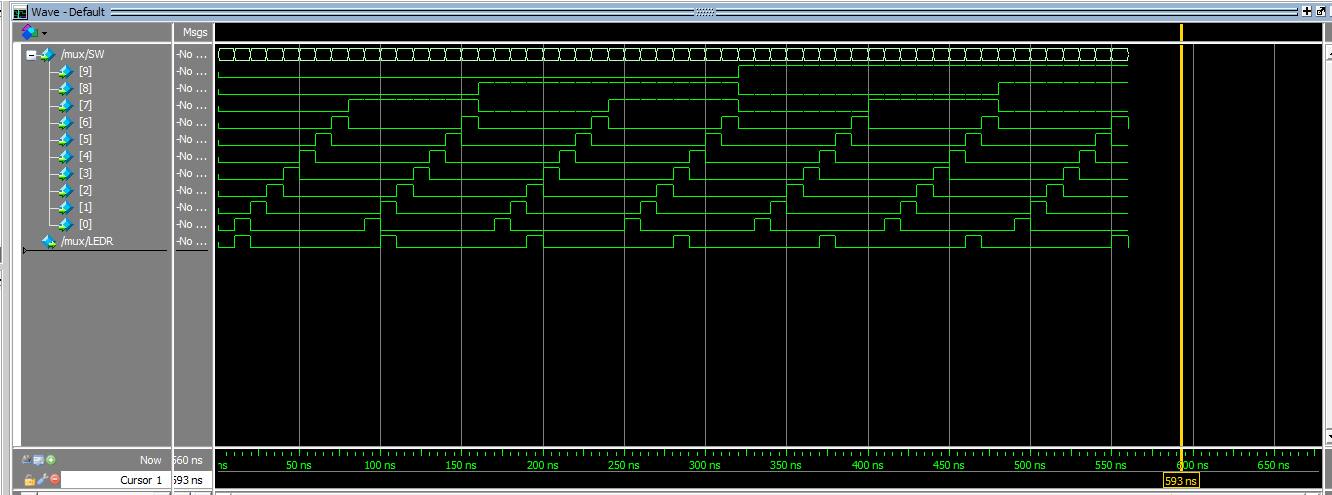 Wave - Default
Msgs
/mux/SW -No ...
[9] -No ...
[8] -No ...
[7] -No ...
[6] -No ...
[5] -No ...
[4] -No ...
[3] -No ...
[2] -No ...
[1] -No ...
[0] -No ...
/mux/LEDR -No ...
Now 560 ns ns 50 ns 100 ns 150 ns 200 ns 250 ns 300 ns 350 ns 400 ns 450 ns 500 ns 550 ns 600 ns 650 ns
Cursor 1 593 ns 593 ns